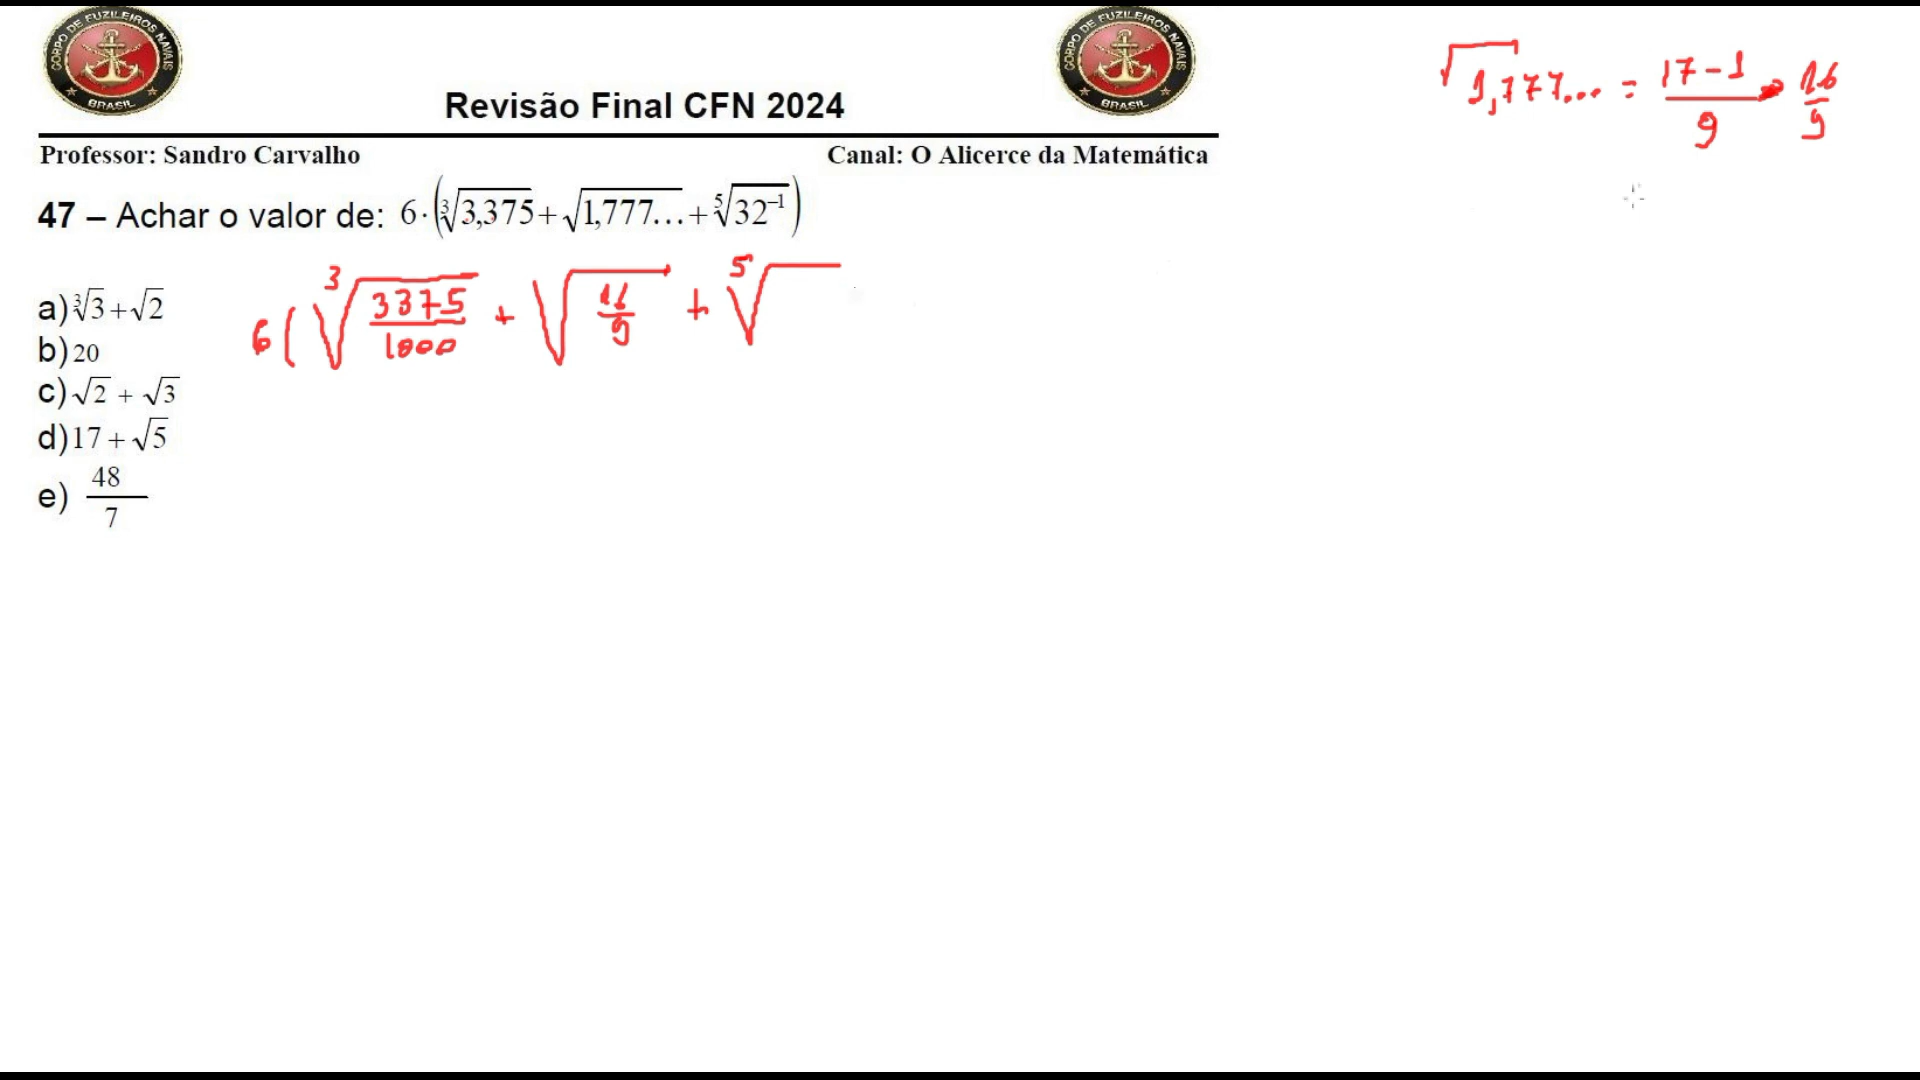 CORPO DE FUZILEIROS NAVAIS
BRASIL
CORPO DE FUZILEIROS NAVAIS
BRASIL
Revisão Final CFN 2024
Professor: Sandro Carvalho
Canal: O Alicerce da Matemática
√1,777... = 17-1/9 16/9
47 – Achar o valor de: 6·(∛3,375 + √1,777... + ⁵√32⁻¹)
6(∛3375/1000 + √16/9 + ⁵√
a) ∛3 + √2
b) 20
c) √2 + √3
d) 17 + √5
e) 48/7